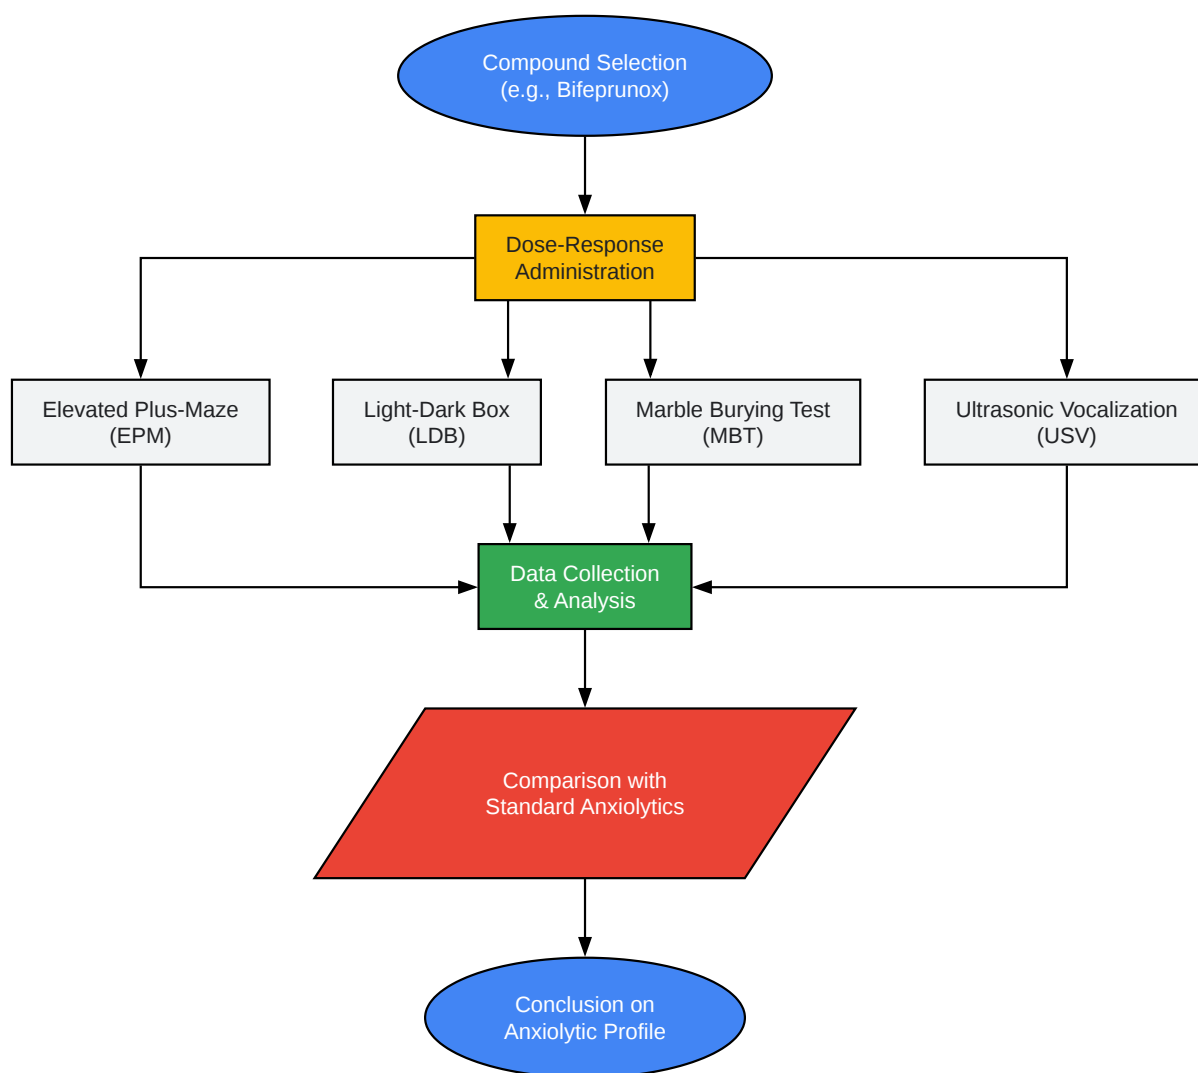 Compound Selection
(e.g., Bifeprunox)
Dose-Response
Administration
Elevated Plus-Maze
(EPM)
Light-Dark Box
(LDB)
Marble Burying Test
(MBT)
Ultrasonic Vocalization
(USV)
Data Collection
& Analysis
Comparison with
Standard Anxiolytics
Conclusion on
Anxiolytic Profile